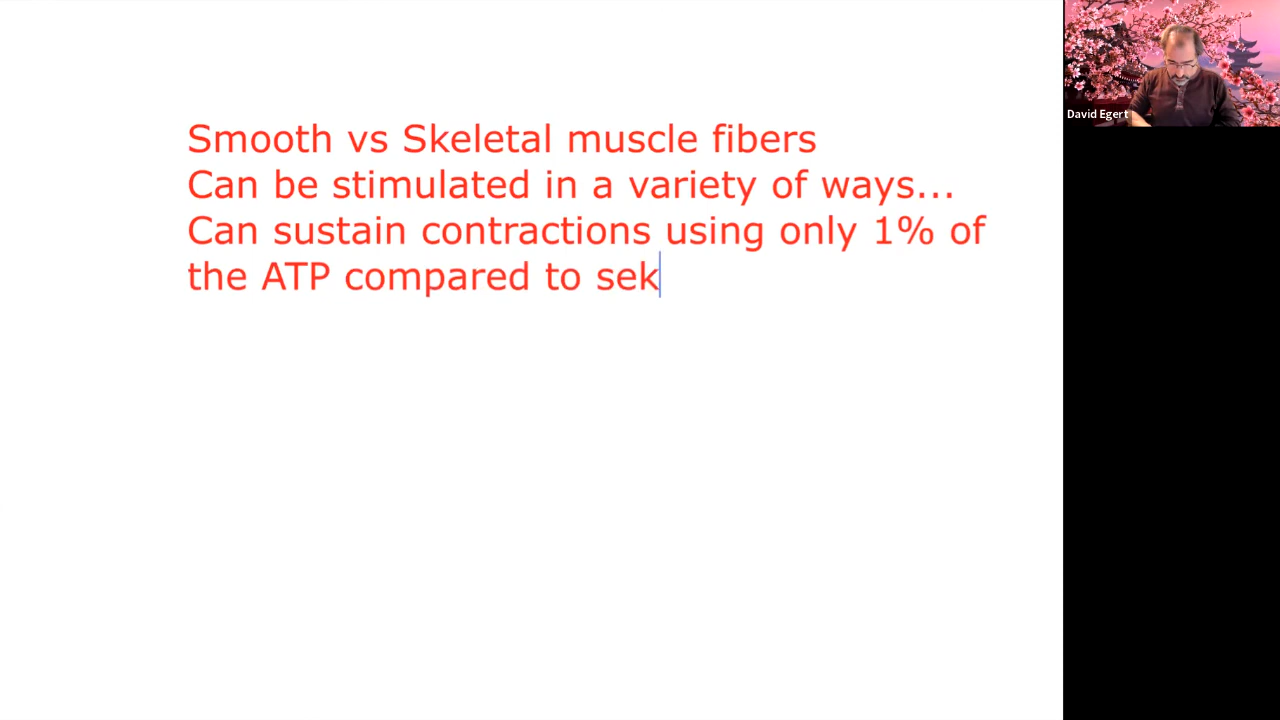 Smooth vs Skeletal muscle fibers
Can be stimulated in a variety of ways...
Can sustain contractions using only 1% of
the ATP compared to sek
David Egert